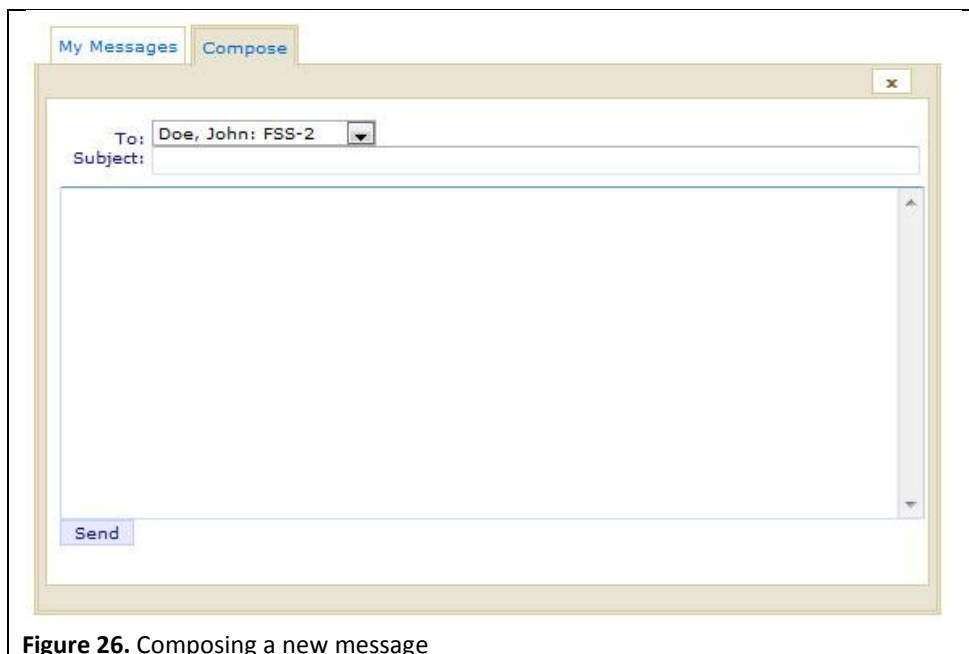 My Messages Compose
x
To: Doe, John: FSS-2
Subject:
Send
Figure 26. Composing a new message